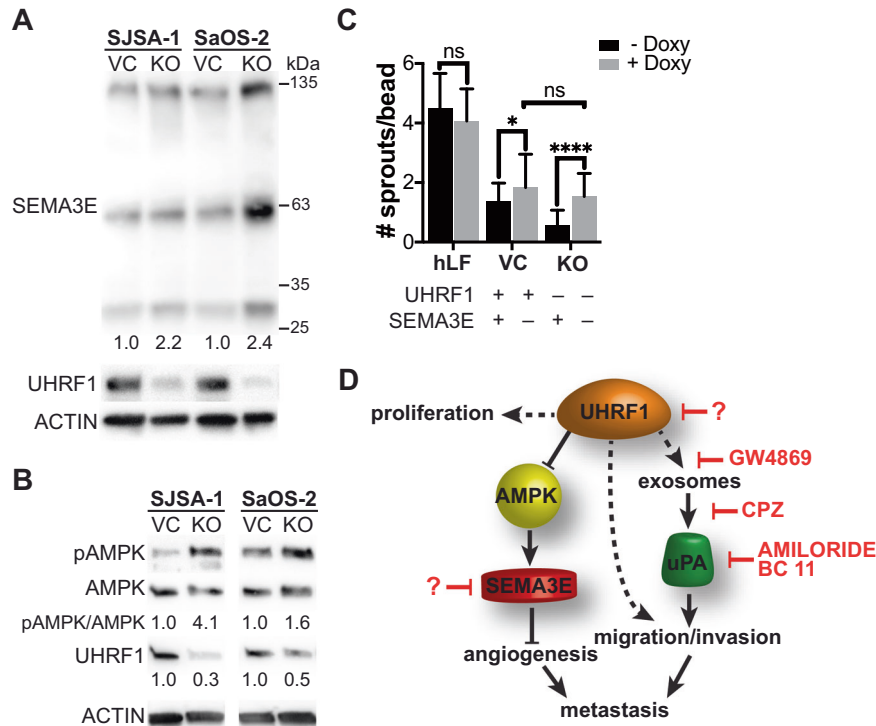 A
SJSA-1 SaOS-2
VC KO VC KO kDa
135
SEMA3E
63
35
25
1.0 2.2 1.0 2.4
UHRF1
ACTIN
B
SJSA-1 SaOS-2
VC KO VC KO
pAMPK
AMPK
pAMPK/AMPK 1.0 4.1 1.0 1.6
UHRF1
1.0 0.3 1.0 0.5
ACTIN
C
- Doxy
+ Doxy
# sprouts/bead
6
4
2
0
ns
*
ns
****
hLF VC KO
UHRF1 + + – –
SEMA3E + – + –
D
proliferation
UHRF1
?
GW4869
exosomes
AMPK
CPZ
uPA
AMILORIDE
BC 11
?
SEMA3E
migration/invasion
angiogenesis
metastasis